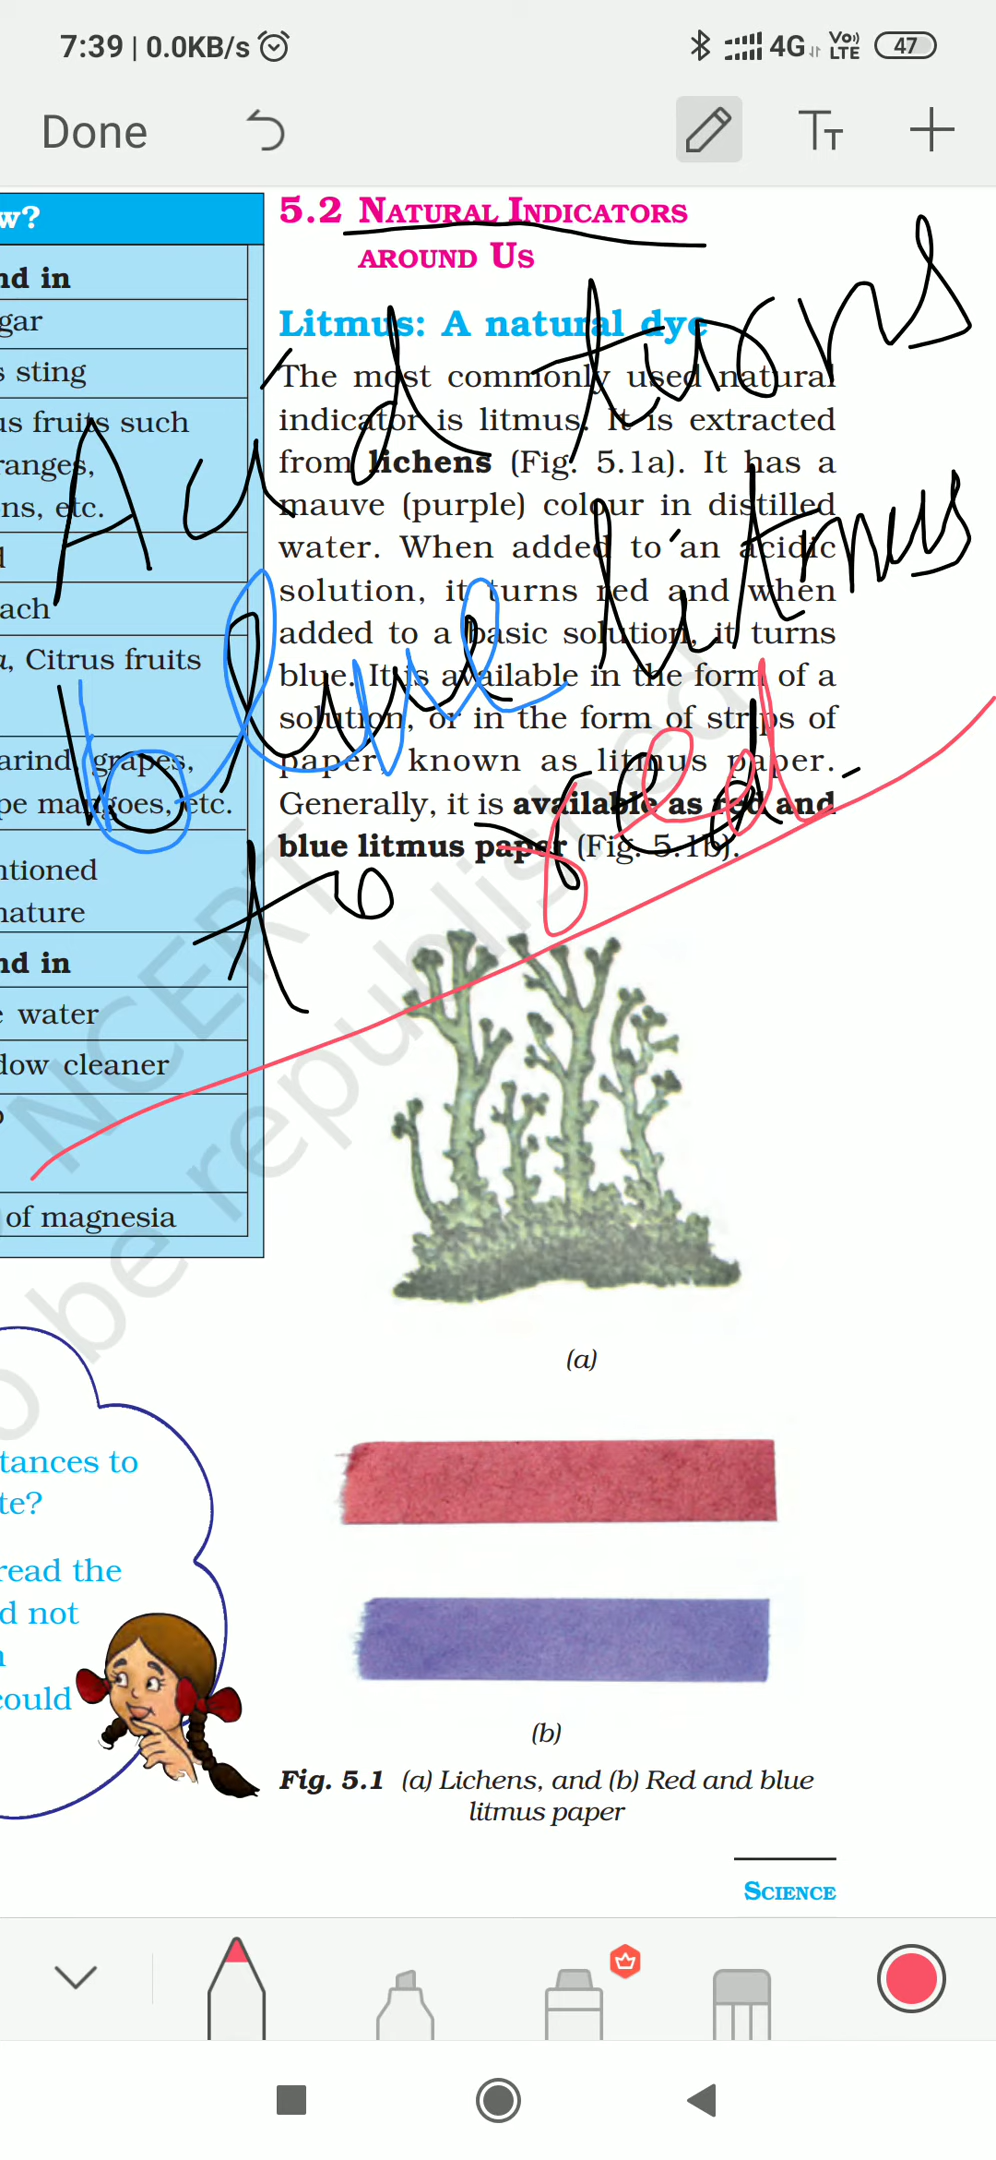 7:39 | 0.0KB/s
4G Vo)) LTE 47
Done
TT
w?
nd in
gar
s sting
us fruits such
ranges,
ns, etc.
d
ach
a, Citrus fruits
arind, grapes,
pe mangoes, etc.
ntioned
nature
nd in
e water
dow cleaner
o
of magnesia
tances to
te?
read the
d not
n
could
5.2 NATURAL INDICATORS
AROUND US
Litmus: A natural dye
The most commonly used natural
indicator is litmus. It is extracted
from lichens (Fig. 5.1a). It has a
mauve (purple) colour in distilled
water. When added to an acidic
solution, it turns red and when
added to a basic solution, it turns
blue. It is available in the form of a
solution, or in the form of strips of
paper, known as litmus paper.
Generally, it is available as red and
blue litmus paper (Fig. 5.1b).
Acid turns
blue litmus
to red
NCERT
o be republished
(a)
(b)
Fig. 5.1 (a) Lichens, and (b) Red and blue
litmus paper
SCIENCE